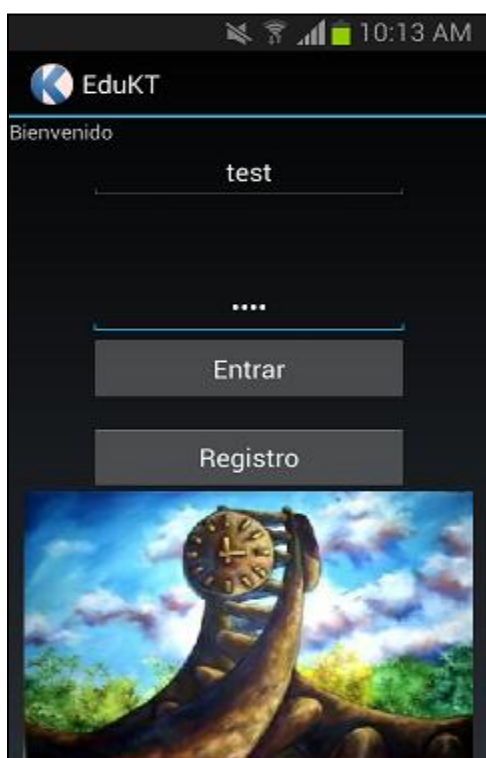 10:13 AM
EduKT
Bienvenido
test
••••
Entrar
Registro